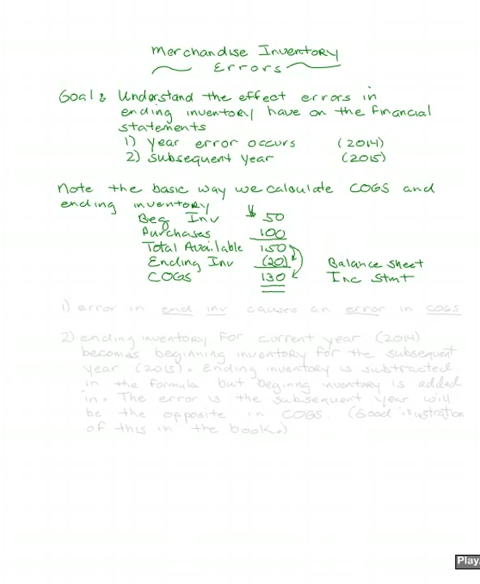 Merchandise Inventory
Errors
Goal: Understand the effect errors in
ending inventory have on the financial
statements
1) year error occurs (2014)
2) subsequent year (2015)
Note the basic way we calculate COGS and
ending inventory
Beg Inv $ 50
Purchases 100
Total Available 150
Ending Inv (20) Balance sheet
COGS 130 Inc Stmt
1) error in end inv causes an error in COGS
2) ending inventory for current year (2014)
becomes beginning inventory for the subsequent
year (2015). Ending inventory is subtracted
in the formula but beginning inventory is added
in. The error is the subsequent year will
be the opposite in COGS. (Good illustration
of this in the book.)
Play